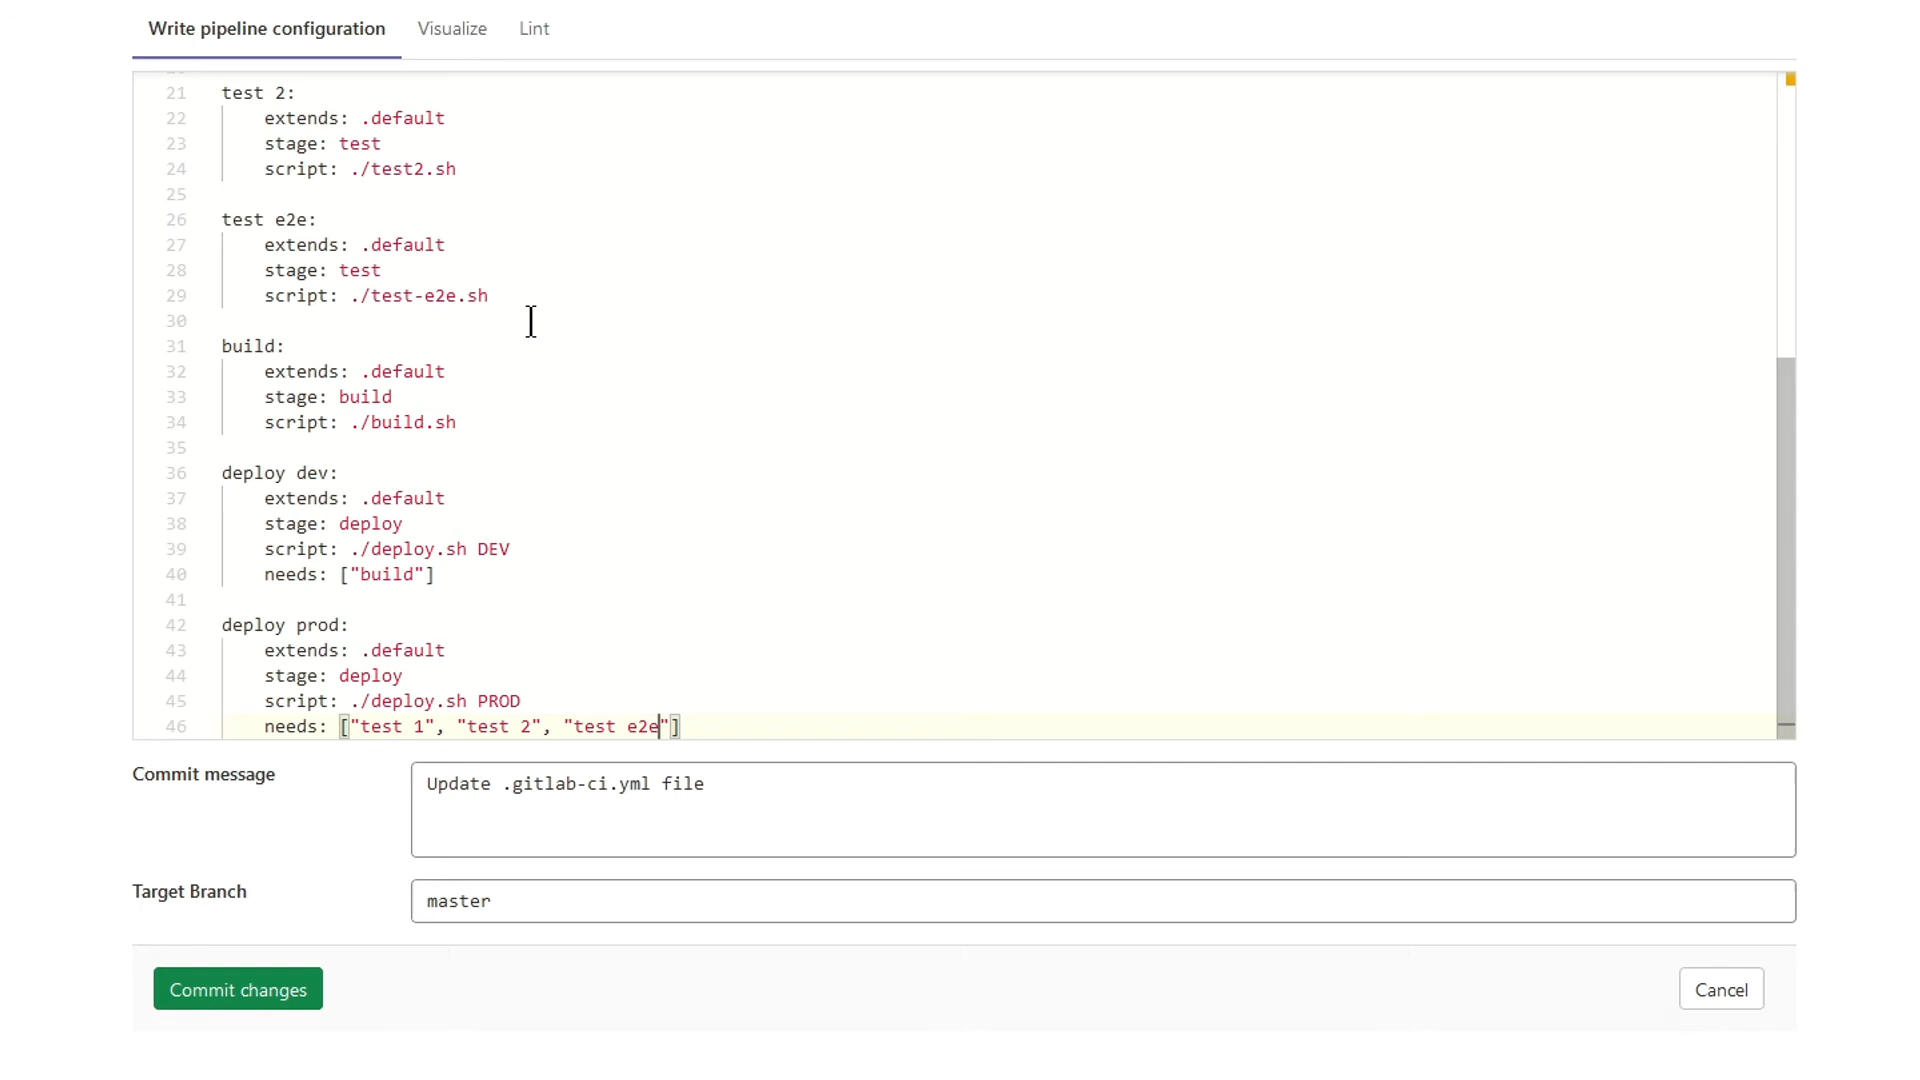 Write pipeline configuration Visualize Lint
21 test 2:
22 extends: .default
23 stage: test
24 script: ./test2.sh
25
26 test e2e:
27 extends: .default
28 stage: test
29 script: ./test-e2e.sh
30
31 build:
32 extends: .default
33 stage: build
34 script: ./build.sh
35
36 deploy dev:
37 extends: .default
38 stage: deploy
39 script: ./deploy.sh DEV
40 needs: ["build"]
41
42 deploy prod:
43 extends: .default
44 stage: deploy
45 script: ./deploy.sh PROD
46 needs: ["test 1", "test 2", "test e2e"]
Commit message
Update .gitlab-ci.yml file
Target Branch
master
Commit changes Cancel